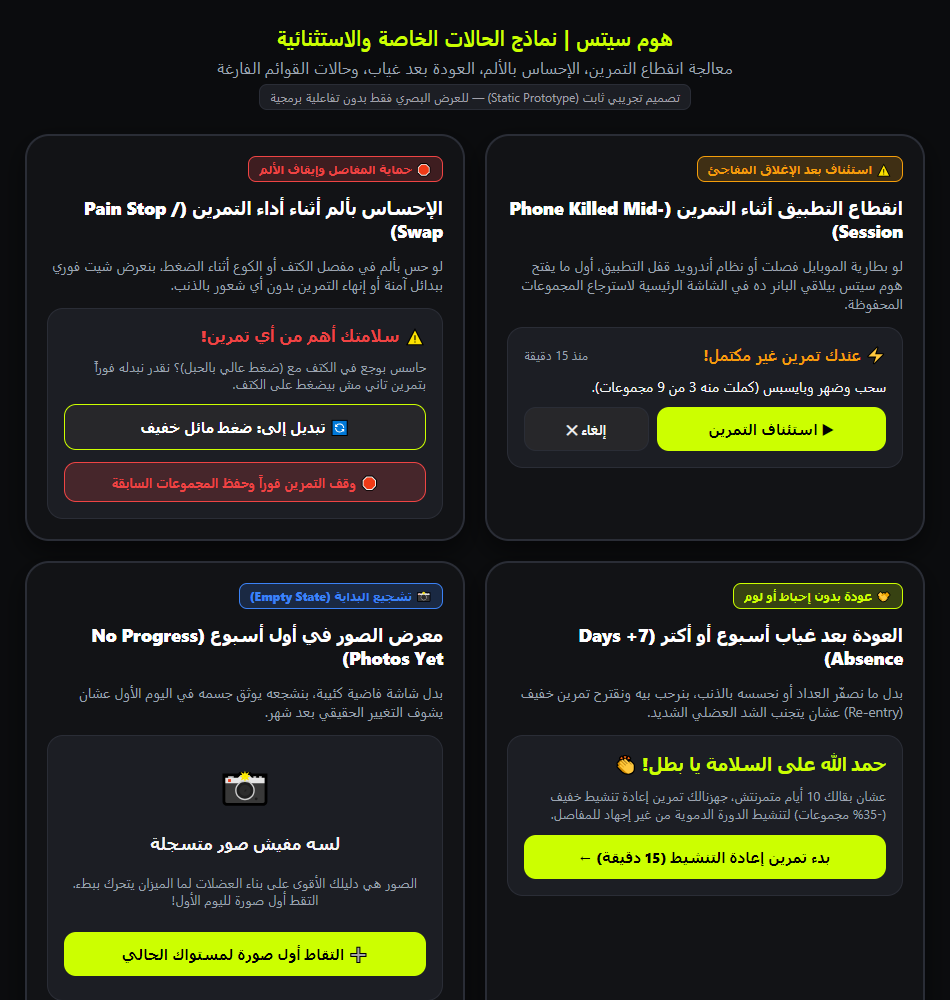 هوم سيتس | نماذج الحالات الخاصة والاستثنائية
معالجة انقطاع التمرين، الإحساس بالألم، العودة بعد غياب، وحالات القوائم الفارغة
تصميم تجريبي ثابت (Static Prototype) — للعرض البصري فقط بدون تفاعلية برمجية
⚠️ استئناف بعد الإغلاق المفاجئ
انقطاع التطبيق أثناء التمرين (Phone Killed Mid-
Session)
لو بطارية الموبايل فصلت أو نظام أندرويد قفل التطبيق، أول ما يفتح
هوم سيتس بيلاقي البانر ده في الشاشة الرئيسية لاسترجاع المجموعات
المحفوظة.
⚡ عندك تمرين غير مكتمل!
منذ 15 دقيقة
سحب وضهر وبايسبس (كملت منه 3 من 9 مجموعات).
▶ استئناف التمرين
إلغاء ✕
🛑 حماية المفاصل وإيقاف الألم
الإحساس بألم أثناء أداء التمرين (Pain Stop /
Swap)
لو حس بألم في مفصل الكتف أو الكوع أثناء الضغط، بنعرض شيت فوري
ببدائل آمنة أو إنهاء التمرين بدون أي شعور بالذنب.
⚠️ سلامتك أهم من أي تمرين!
حاسس بوجع في الكتف مع (ضغط عالي بالحبل)؟ نقدر نبدله فوراً
بتمرين تاني مش بيضغط على الكتف.
🔄 تبديل إلى: ضغط مائل خفيف
🛑 وقف التمرين فوراً وحفظ المجموعات السابقة
👏 عودة بدون إحباط أو لوم
العودة بعد غياب أسبوع أو أكتر (7+ Days
Absence)
بدل ما نصفّر العداد أو نحسسه بالذنب، بنرحب بيه ونقترح تمرين خفيف
(Re-entry) عشان يتجنب الشد العضلي الشديد.
حمد الله على السلامة يا بطل! 👏
عشان بقالك 10 أيام متمرنتش، جهزنالك تمرين إعادة تنشيط خفيف
(-35% مجموعات) لتنشيط الدورة الدموية من غير إجهاد للمفاصل.
بدء تمرين إعادة التنشيط (15 دقيقة) ←
📸 تشجيع البداية (Empty State)
معرض الصور في أول أسبوع (No Progress
Photos Yet)
بدل شاشة فاضية كئيبة، بنشجعه يوثق جسمه في اليوم الأول عشان
يشوف التغيير الحقيقي بعد شهر.
لسه مفيش صور متسجلة
الصور هي دليلك الأقوى على بناء العضلات لما الميزان يتحرك ببطء.
التقط أول صورة لليوم الأول!
➕ التقاط أول صورة لمستواك الحالي